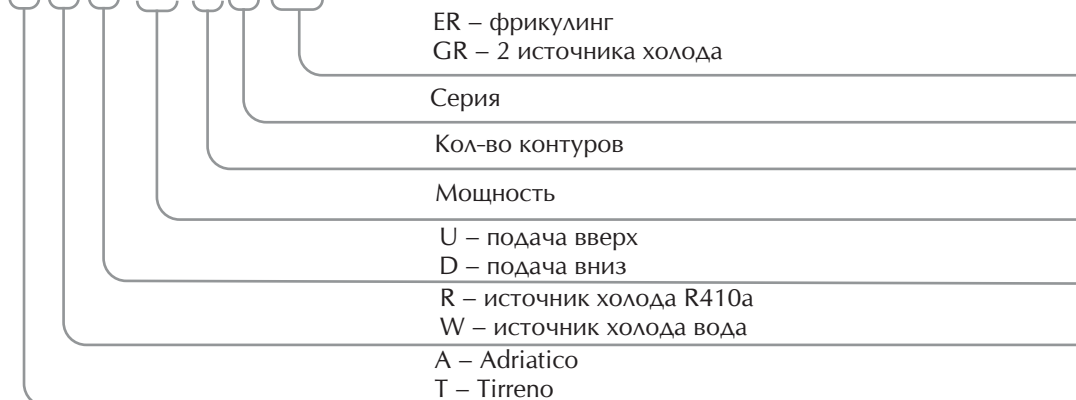 ER – фрикулинг
GR – 2 источника холода
Серия
Кол-во контуров
Мощность
U – подача вверх
D – подача вниз
R – источник холода R410a
W – источник холода вода
A – Adriatico
T – Tirreno